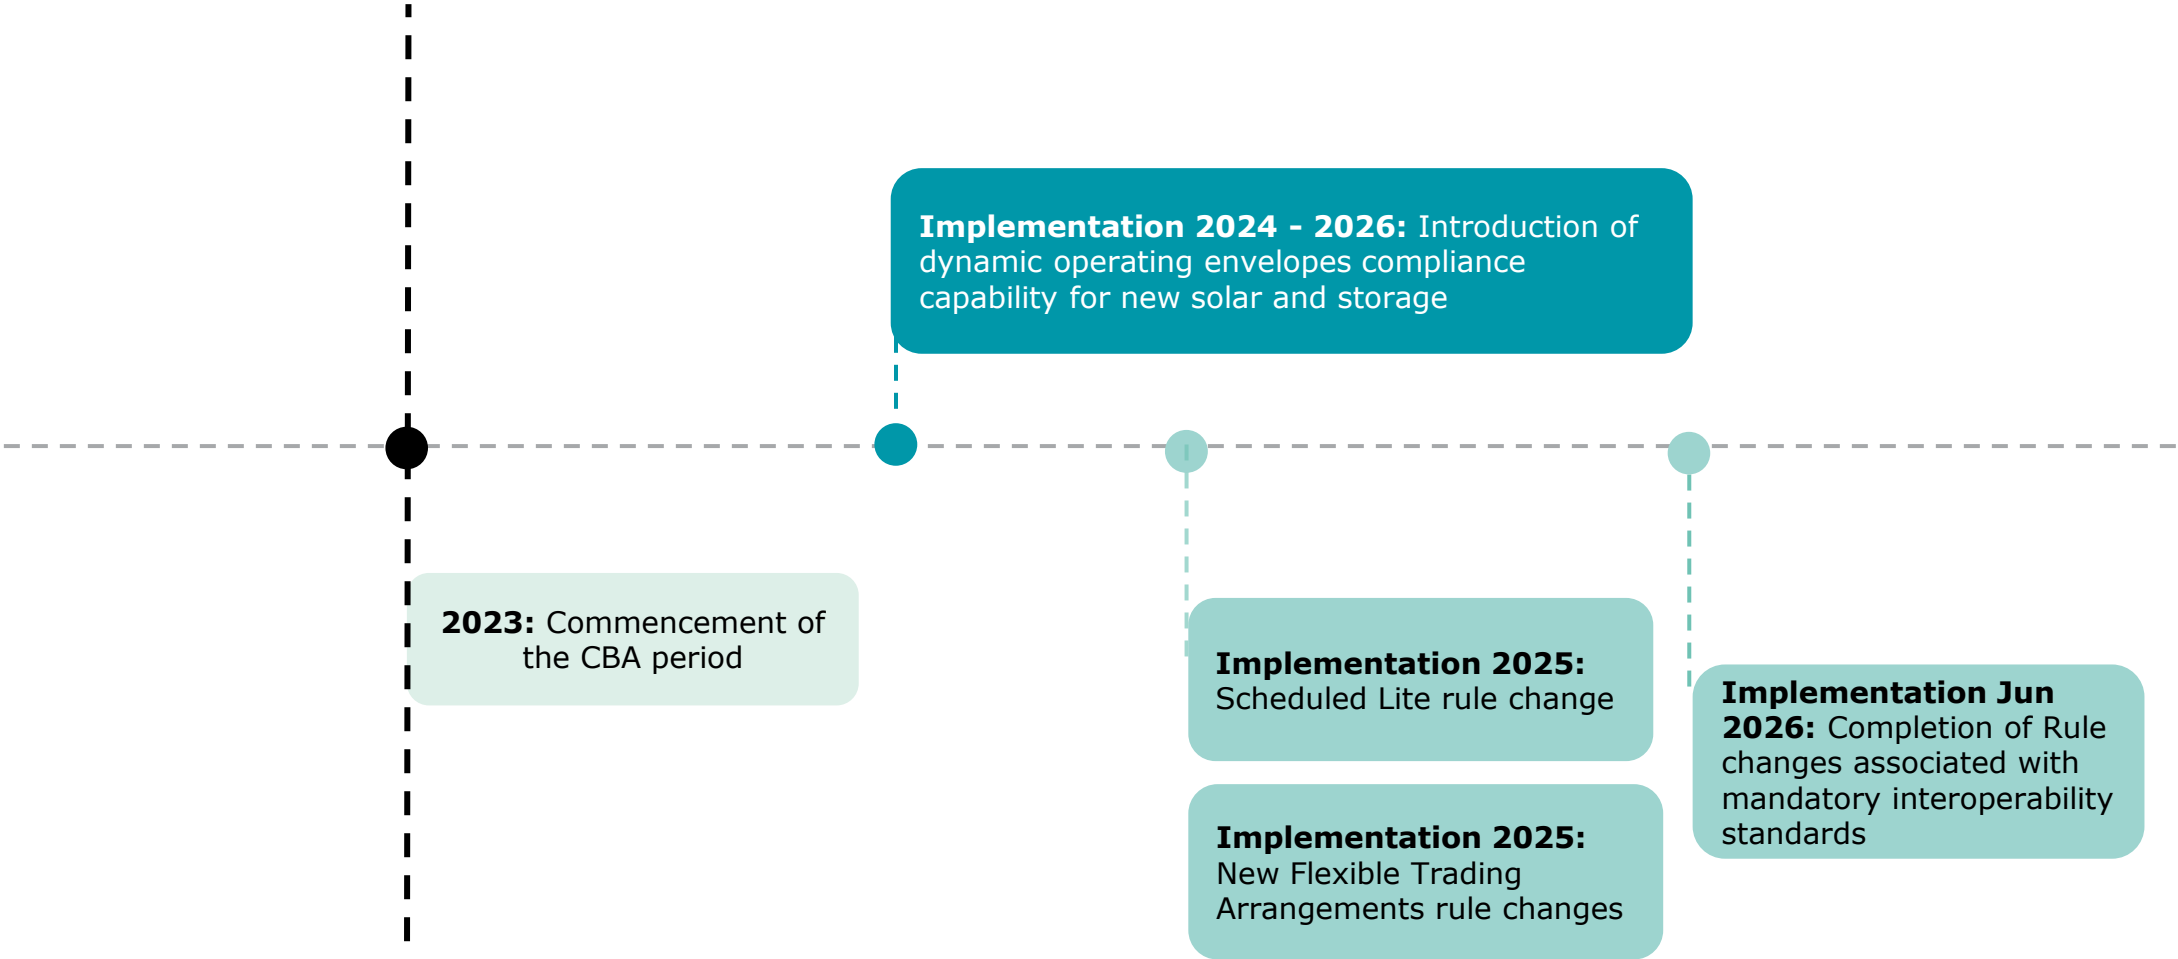 Implementation 2024 - 2026: Introduction of
dynamic operating envelopes compliance
capability for new solar and storage
2023: Commencement of
the CBA period
Implementation 2025:
Scheduled Lite rule change
Implementation 2025:
New Flexible Trading
Arrangements rule changes
Implementation Jun
2026: Completion of Rule
changes associated with
mandatory interoperability
standards